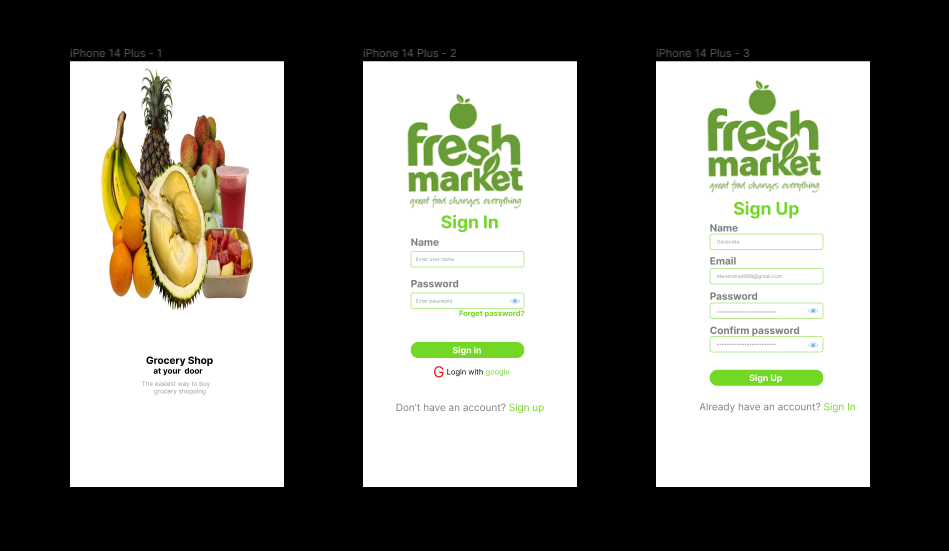 iPhone 14 Plus - 1
Grocery Shop
at your door
The easiest way to buy
grocery shopping
iPhone 14 Plus - 2
fresh
market
great food changes everything
Sign In
Name
Enter user name
Password
Enter password
Forget password?
Sign in
G Login with google
Don't have an account? Sign up
iPhone 14 Plus - 3
fresh
market
great food changes everything
Sign Up
Name
Devendra
Email
Password
Confirm password
Sign Up
Already have an account? Sign In